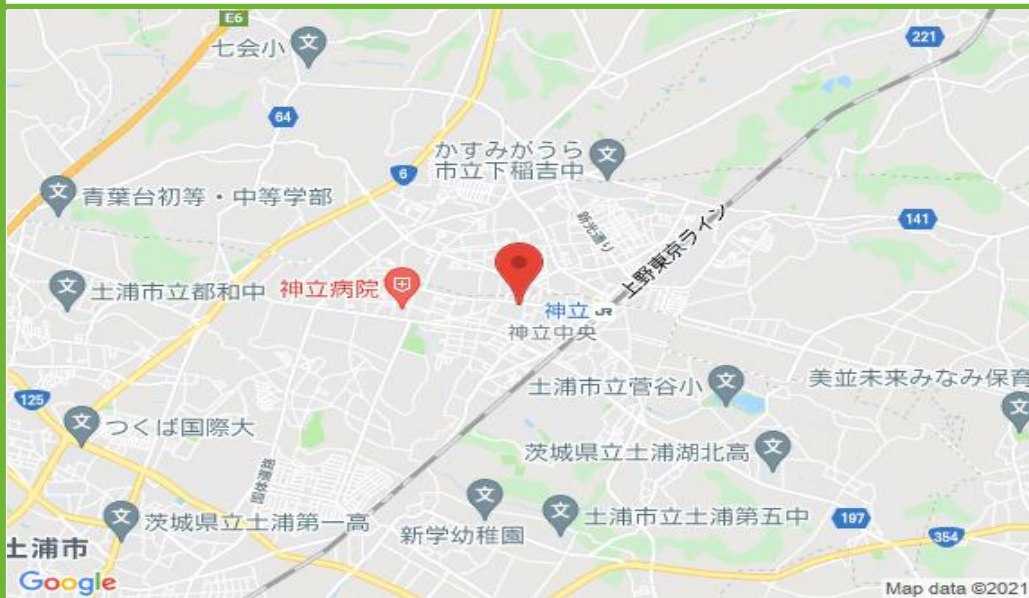 E6
七会小
221
64
かすみがうら
市立下稲吉中
6
青葉台初等・中等学部
新光通り
141
上野東京ライン
土浦市立都和中
神立病院
神立 JR
神立中央
土浦市立菅谷小
美並未来みなみ保育
125
つくば国際大
茨城県立土浦湖北高
茨城県立土浦第一高
新学幼稚園
土浦市立土浦第五中
197
354
土浦市
Google
Map data ©2021